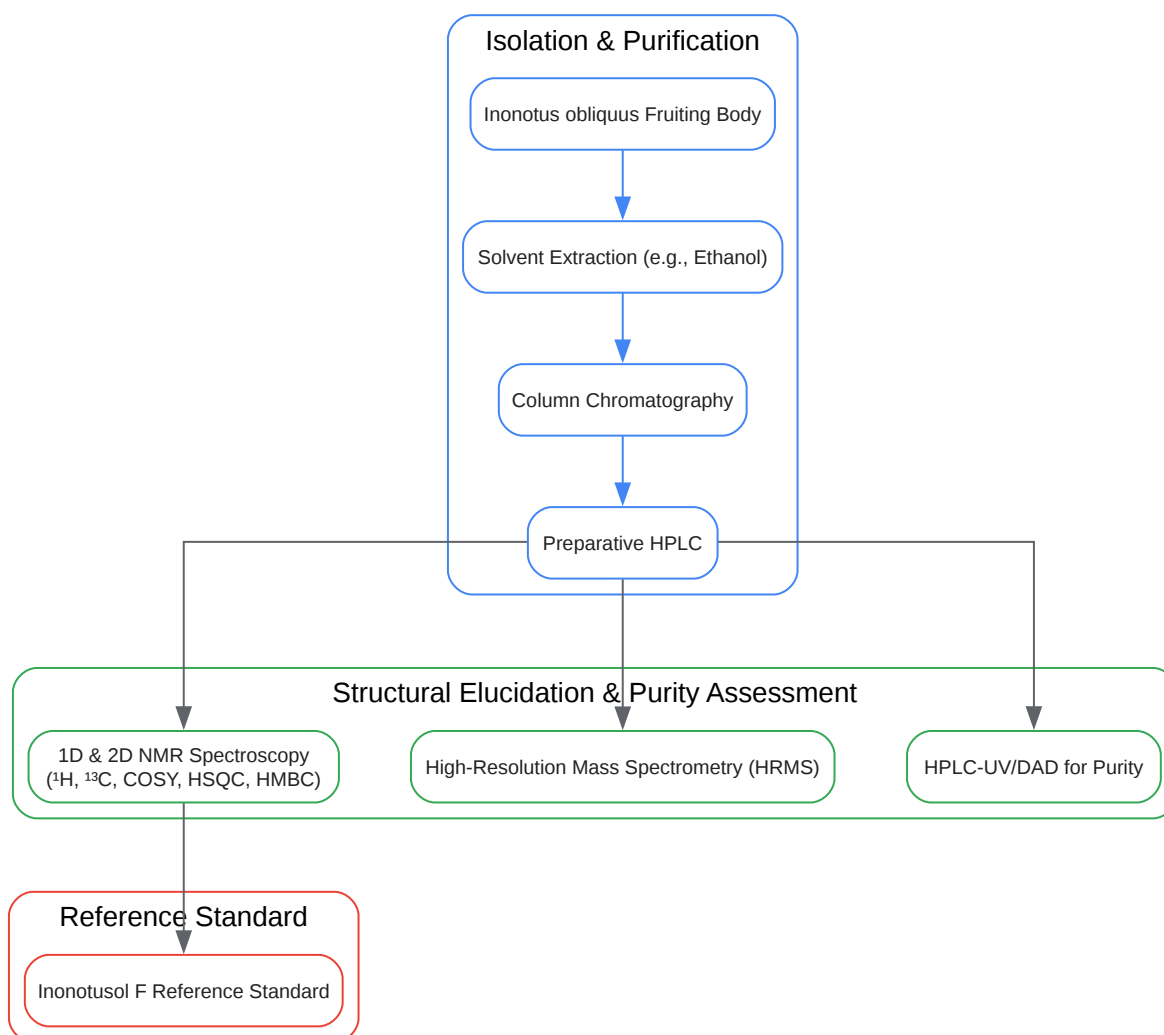 Isolation & Purification
Inonotus obliquus Fruiting Body
Solvent Extraction (e.g., Ethanol)
Column Chromatography
Preparative HPLC
Structural Elucidation & Purity Assessment
1D & 2D NMR Spectroscopy
(¹H, ¹³C, COSY, HSQC, HMBC)
High-Resolution Mass Spectrometry (HRMS)
HPLC-UV/DAD for Purity
Reference Standard
Inonotusol F Reference Standard